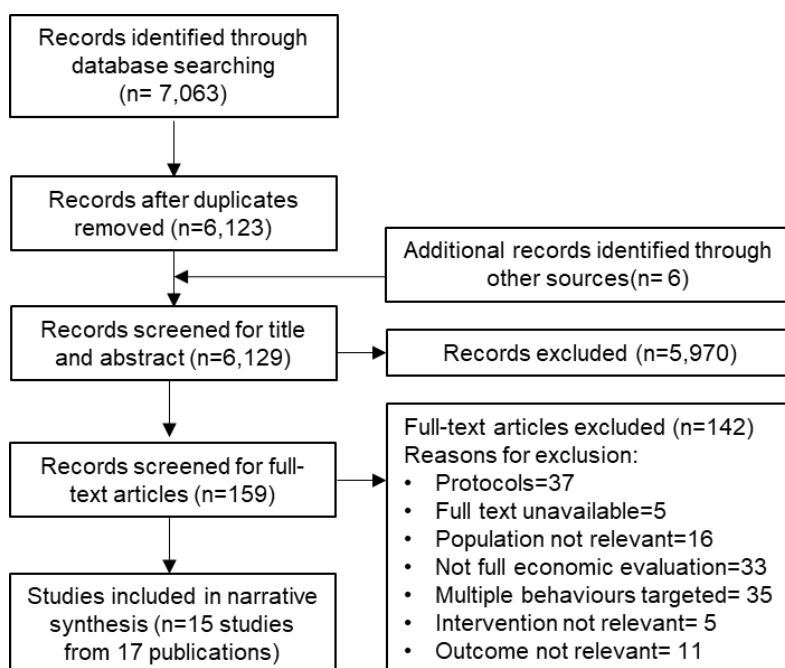 Records identified through
database searching
(n= 7,063)
Records after duplicates
removed (n=6,123)
Additional records identified through
other sources(n= 6)
Records screened for title
and abstract (n=6,129)
Records excluded (n=5,970)
Records screened for full-
text articles (n=159)
Full-text articles excluded (n=142)
Reasons for exclusion:
• Protocols=37
• Full text unavailable=5
• Population not relevant=16
• Not full economic evaluation=33
• Multiple behaviours targeted= 35
• Intervention not relevant= 5
• Outcome not relevant= 11
Studies included in narrative
synthesis (n=15 studies
from 17 publications)